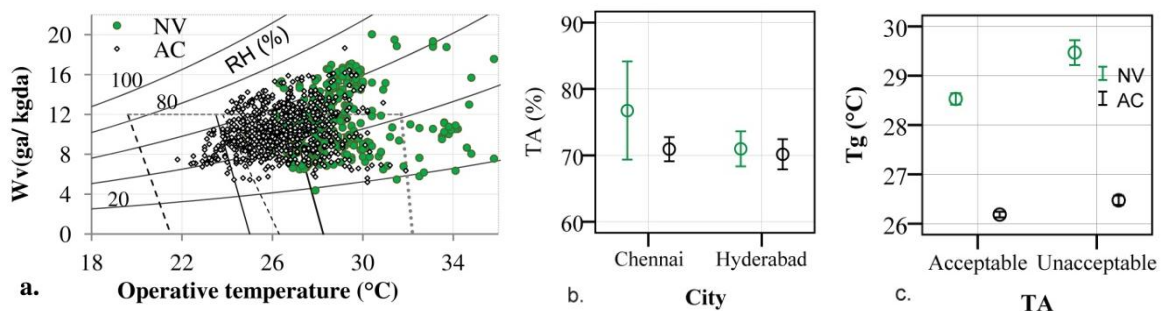 a.
NV
AC
RH (%)
100
80
20
Wv(ga/ kgda)
20
16
12
8
4
0
18
22
26
30
34
Operative temperature (°C)
b.
TA (%)
90
80
70
60
Chennai
Hyderabad
City
c.
Tg (°C)
30
29
28
27
26
NV
AC
Acceptable
Unacceptable
TA